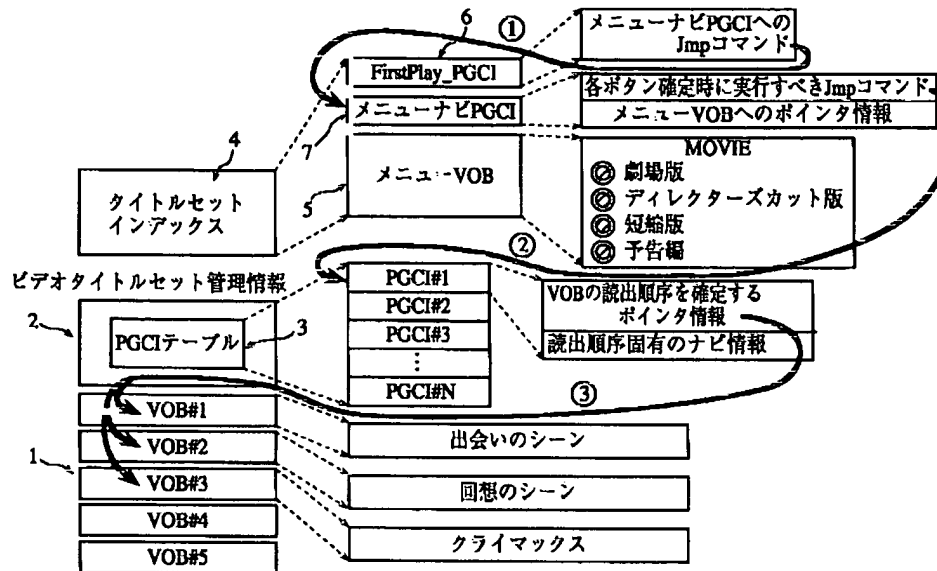 6
①
メニューナビPGCIへの
Jmpコマンド
FirstPlay_PGCI
メニューナビPGCI
各ボタン確定時に実行すべきJmpコマンド
メニューVOBへのポインタ情報
7
4
タイトルセット
インデックス
5
メニューVOB
MOVIE
劇場版
ディレクターズカット版
短縮版
予告編
②
ビデオタイトルセット管理情報
2
PGCIテーブル
3
PGCI#1
PGCI#2
PGCI#3
⋮
PGCI#N
VOBの読出順序を確定する
ポインタ情報
読出順序固有のナビ情報
③
1
VOB#1
VOB#2
VOB#3
VOB#4
VOB#5
出会いのシーン
回想のシーン
クライマックス